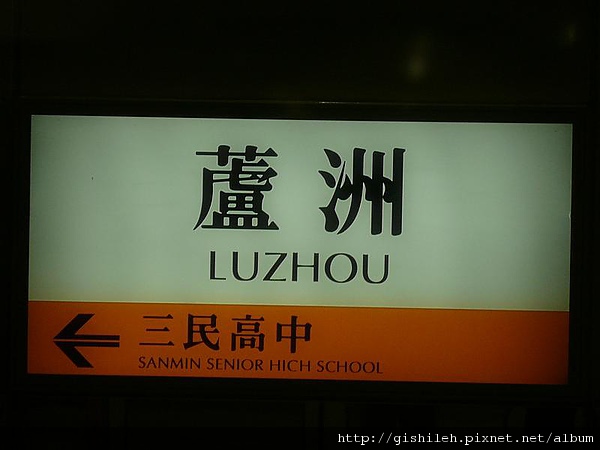 蘆洲
LUZHOU
三民高中
SANMIN SENIOR HIGH SCHOOL
http://gishileh.pixnet.net/album